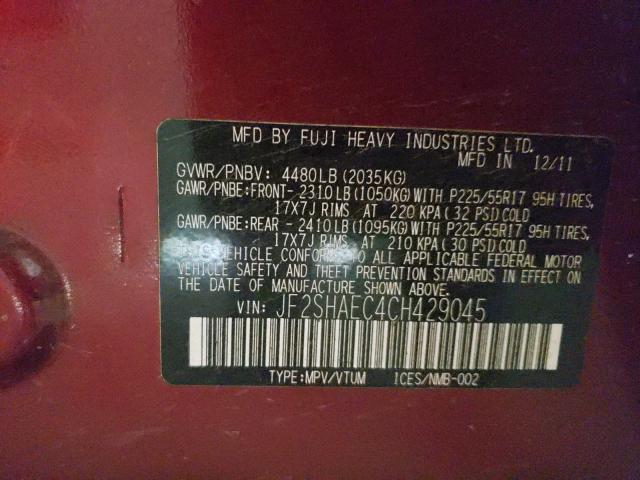 MFD BY FUJI HEAVY INDUSTRIES LTD.
MFD IN 12/11
GVWR/PNBV: 4480LB(2035KG)
GAWR/PNBE:FRONT- 2310LB(1050KG)WITH P225/55R17 95H TIRES,
17X7J RIMS AT 220 KPA(32 PSI)COLD
GAWR/PNBE:REAR - 2410LB(1095KG)WITH P225/55R17 95H TIRES,
17X7J RIMS AT 210 KPA(30 PSI)COLD
THIS VEHICLE CONFORMS TO ALL APPLICABLE FEDERAL MOTOR
VEHICLE SAFETY AND THEFT PREVENTION STANDARDS IN EFFECT ON
THE DATE OF MANUFACTURE SHOWN ABOVE.
VIN: JF2SHAEC4CH429045
TYPE:MPV/VTUM ICES/NMB-002